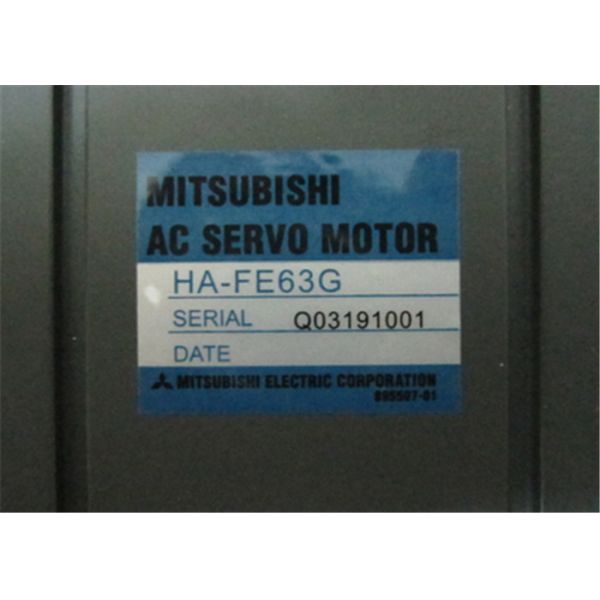 MITSUBISHI
AC SERVO MOTOR
HA-FE63G
SERIAL Q03191001
DATE
MITSUBISHI ELECTRIC CORPORATION
895507-01